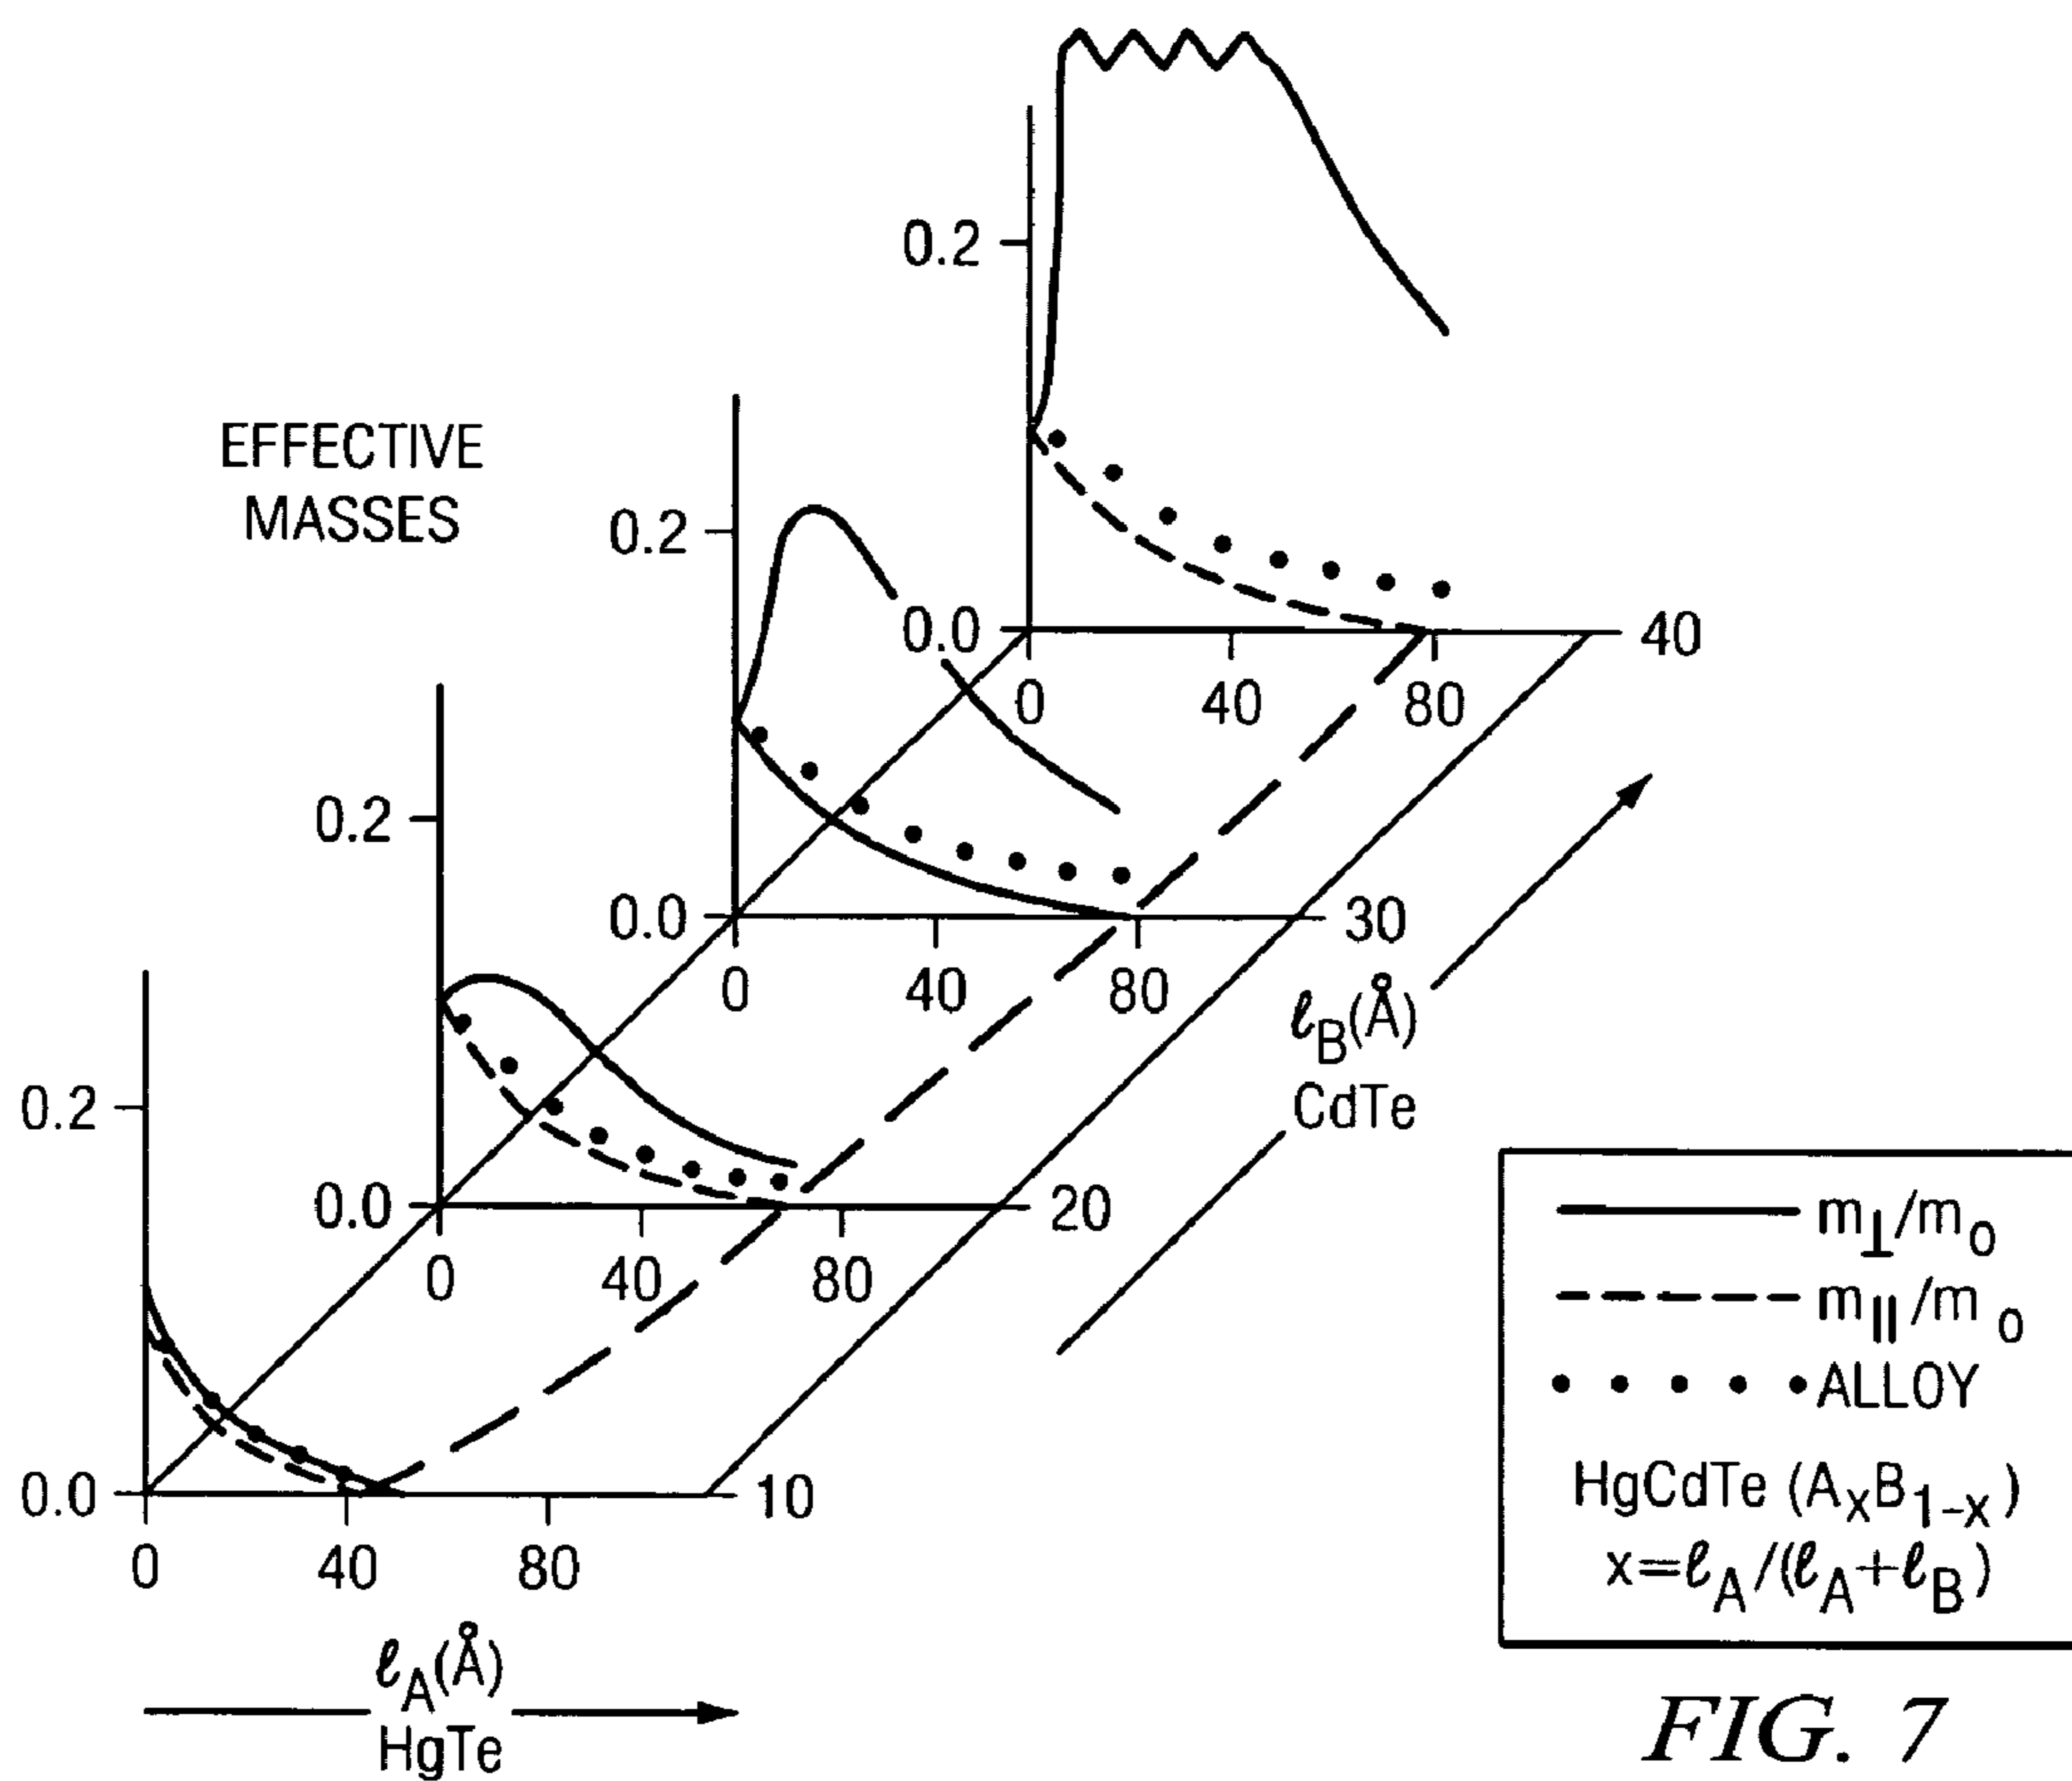 0.2
EFFECTIVE
MASSES
0.2
0.0
40
0
40
80
0.2
0.0
30
0
40
80
ℓB(Å)
CdTe
0.2
0.0
20
0
40
80
0.2
0.0
10
0
40
80
ℓA(Å)
HgTe
m⊥/mo
m||/mo
ALLOY
HgCdTe (AxB1-x)
x=ℓA/(ℓA+ℓB)
FIG. 7